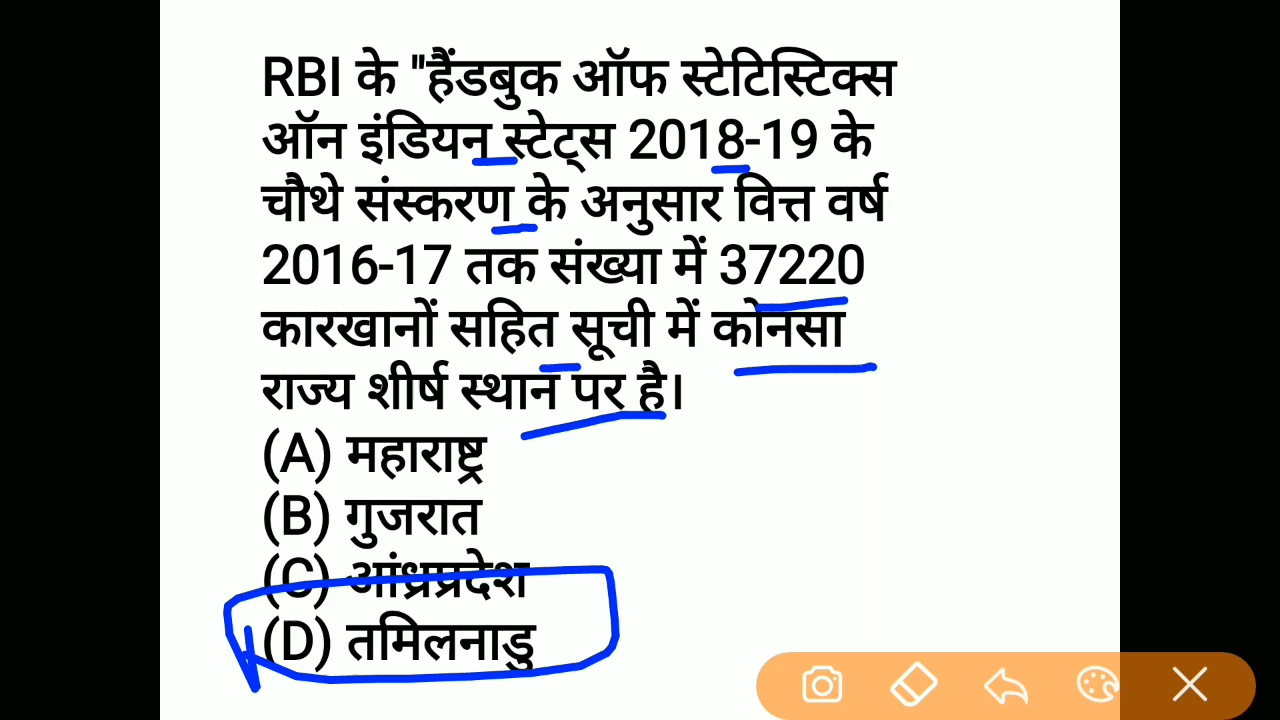 RBI के "हैंडबुक ऑफ स्टेटिस्टिक्स
ऑन इंडियन स्टेट्स 2018-19 के
चौथे संस्करण के अनुसार वित्त वर्ष
2016-17 तक संख्या में 37220
कारखानों सहित सूची में कोनसा
राज्य शीर्ष स्थान पर है।
(A) महाराष्ट्र
(B) गुजरात
(C) आंध्रप्रदेश
(D) तमिलनाडु